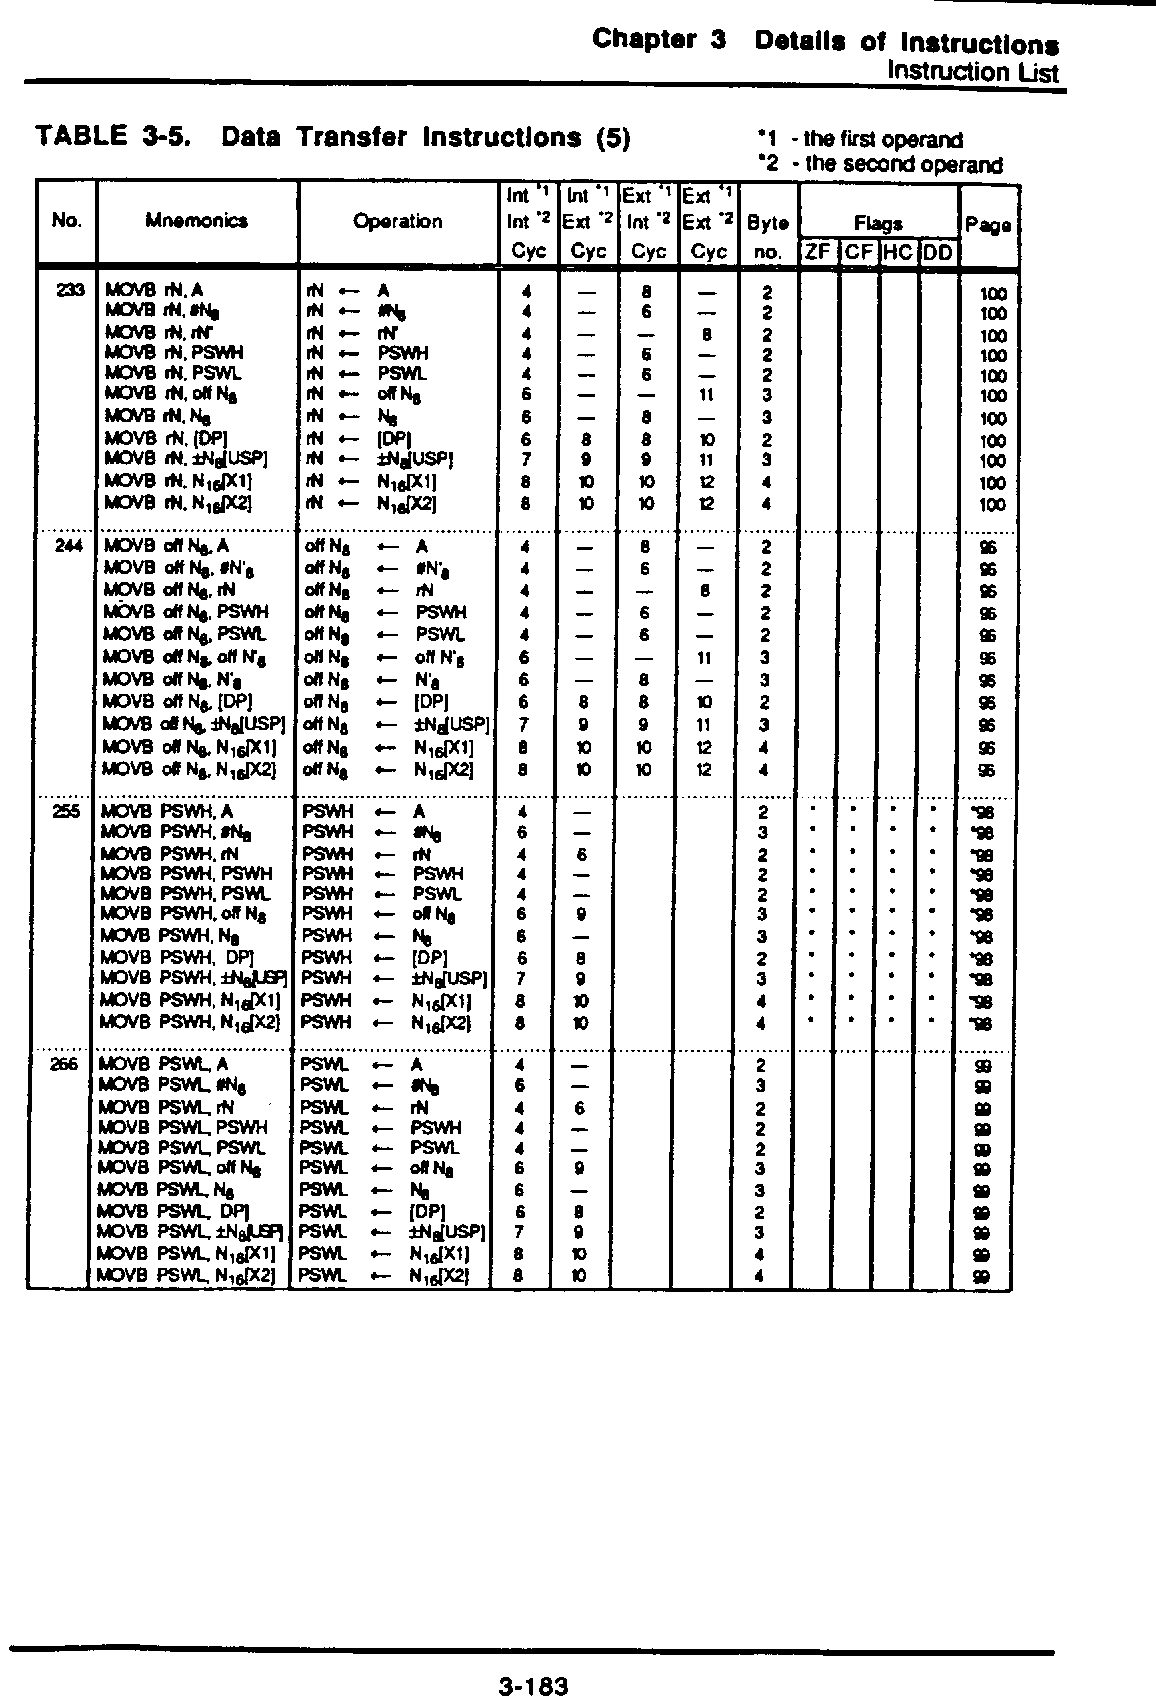 Chapter 3 Details of Instructions
Instruction List
TABLE 3-5. Data Transfer Instructions (5)
*1 - the first operand
*2 - the second operand
No. Mnemonics Operation Int *1 Int *2 Cyc Int *1 Ext *2 Cyc Ext *1 Int *2 Cyc Ext *1 Ext *2 Cyc Byte no. Flags ZF CF HC DD Page
233 MOVB rN, A rN ← A 4 — 8 — 2 100
MOVB rN, #N8 rN ← #N8 4 — 6 — 2 100
MOVB rN, rN' rN ← rN' 4 — — 8 2 100
MOVB rN, PSWH rN ← PSWH 4 — 6 — 2 100
MOVB rN, PSWL rN ← PSWL 4 — 6 — 2 100
MOVB rN, off N8 rN ← off N8 6 — — 11 3 100
MOVB rN, N8 rN ← N8 6 — 8 — 3 100
MOVB rN, [DP] rN ← [DP] 6 8 8 10 2 100
MOVB rN, ±N8[USP] rN ← ±N8[USP] 7 9 9 11 3 100
MOVB rN, N16[X1] rN ← N16[X1] 8 10 10 12 4 100
MOVB rN, N16[X2] rN ← N16[X2] 8 10 10 12 4 100
244 MOVB off N8, A off N8 ← A 4 — 8 — 2 96
MOVB off N8, #N'8 off N8 ← #N'8 4 — 6 — 2 96
MOVB off N8, rN off N8 ← rN 4 — — 8 2 96
MOVB off N8, PSWH off N8 ← PSWH 4 — 6 — 2 96
MOVB off N8, PSWL off N8 ← PSWL 4 — 6 — 2 96
MOVB off N8, off N'8 off N8 ← off N'8 6 — — 11 3 96
MOVB off N8, N'8 off N8 ← N'8 6 — 8 — 3 96
MOVB off N8, [DP] off N8 ← [DP] 6 8 8 10 2 96
MOVB off N8, ±N8[USP] off N8 ← ±N8[USP] 7 9 9 11 3 96
MOVB off N8, N16[X1] off N8 ← N16[X1] 8 10 10 12 4 96
MOVB off N8, N16[X2] off N8 ← N16[X2] 8 10 10 12 4 96
255 MOVB PSWH, A PSWH ← A 4 — 2 * * * * *98
MOVB PSWH, #N8 PSWH ← #N8 6 — 3 * * * * *98
MOVB PSWH, rN PSWH ← rN 4 6 2 * * * * *98
MOVB PSWH, PSWH PSWH ← PSWH 4 — 2 * * * * *98
MOVB PSWH, PSWL PSWH ← PSWL 4 — 2 * * * * *98
MOVB PSWH, off N8 PSWH ← off N8 6 9 3 * * * * *98
MOVB PSWH, N8 PSWH ← N8 6 — 3 * * * * *98
MOVB PSWH, DP] PSWH ← [DP] 6 8 2 * * * * *98
MOVB PSWH, ±N8[USP] PSWH ← ±N8[USP] 7 9 3 * * * * *98
MOVB PSWH, N16[X1] PSWH ← N16[X1] 8 10 4 * * * * *98
MOVB PSWH, N16[X2] PSWH ← N16[X2] 8 10 4 * * * * *98
266 MOVB PSWL, A PSWL ← A 4 — 2 99
MOVB PSWL, #N8 PSWL ← #N8 6 — 3 99
MOVB PSWL, rN PSWL ← rN 4 6 2 99
MOVB PSWL, PSWH PSWL ← PSWH 4 — 2 99
MOVB PSWL, PSWL PSWL ← PSWL 4 — 2 99
MOVB PSWL, off N8 PSWL ← off N8 6 9 3 99
MOVB PSWL, N8 PSWL ← N8 6 — 3 99
MOVB PSWL, DP] PSWL ← [DP] 6 8 2 99
MOVB PSWL, ±N8[USP] PSWL ← ±N8[USP] 7 9 3 99
MOVB PSWL, N16[X1] PSWL ← N16[X1] 8 10 4 99
MOVB PSWL, N16[X2] PSWL ← N16[X2] 8 10 4 99
3-183